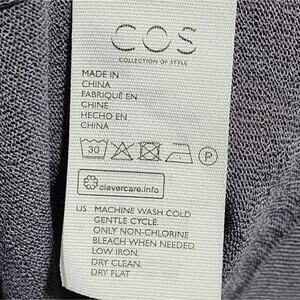 COS
COLLECTION OF STYLE
MADE IN
CHINA
FABRIQUÉ EN
CHINE
HECHO EN
CHINA
30 P
clevercare.info
US MACHINE WASH COLD
GENTLE CYCLE.
ONLY NON-CHLORINE
BLEACH WHEN NEEDED.
LOW IRON.
DRY CLEAN.
DRY FLAT